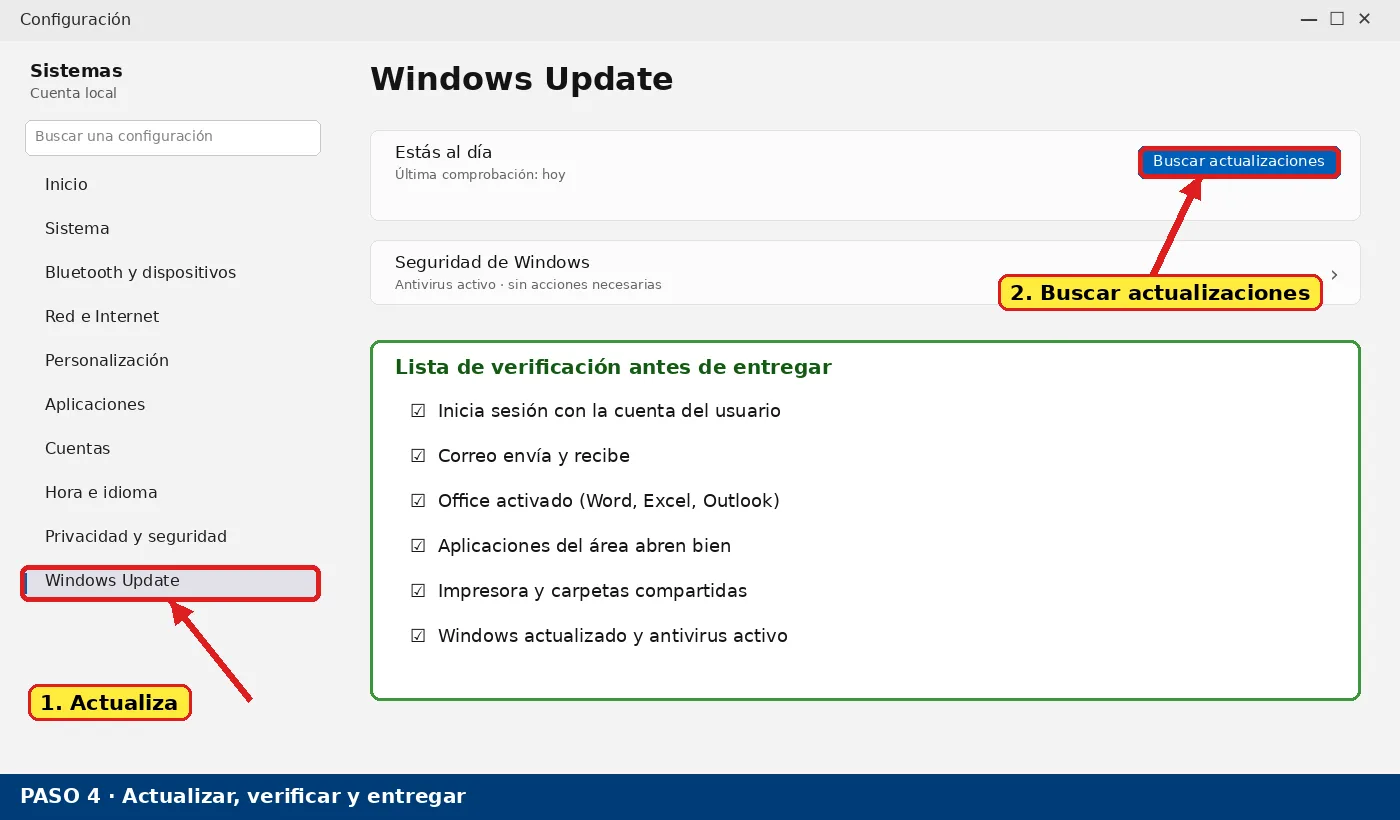 Configuración
Sistemas
Cuenta local
Buscar una configuración
Inicio
Sistema
Bluetooth y dispositivos
Red e Internet
Personalización
Aplicaciones
Cuentas
Hora e idioma
Privacidad y seguridad
Windows Update
1. Actualiza
Windows Update
Estás al día
Última comprobación: hoy
Buscar actualizaciones
Seguridad de Windows
Antivirus activo · sin acciones necesarias
2. Buscar actualizaciones
Lista de verificación antes de entregar
☑ Inicia sesión con la cuenta del usuario
☑ Correo envía y recibe
☑ Office activado (Word, Excel, Outlook)
☑ Aplicaciones del área abren bien
☑ Impresora y carpetas compartidas
☑ Windows actualizado y antivirus activo
PASO 4 · Actualizar, verificar y entregar